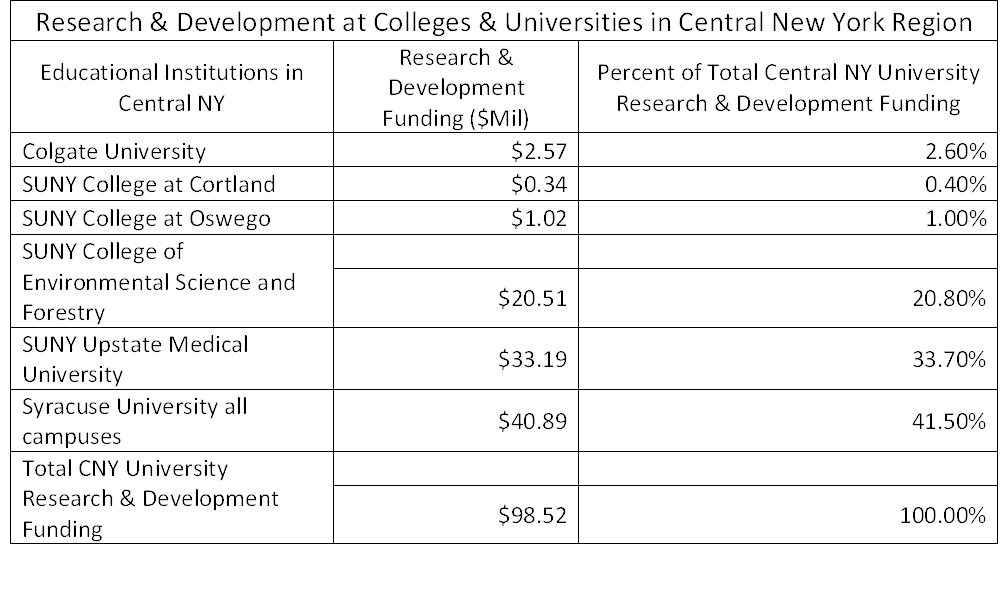 Research & Development at Colleges & Universities in Central New York Region
Educational Institutions in
Central NY
Research &
Development
Funding ($Mil)
Percent of Total Central NY University
Research & Development Funding
Colgate University
$2.57
2.60%
SUNY College at Cortland
$0.34
0.40%
SUNY College at Oswego
$1.02
1.00%
SUNY College of
Environmental Science and
Forestry
$20.51
20.80%
SUNY Upstate Medical
University
$33.19
33.70%
Syracuse University all
campuses
$40.89
41.50%
Total CNY University
Research & Development
Funding
$98.52
100.00%